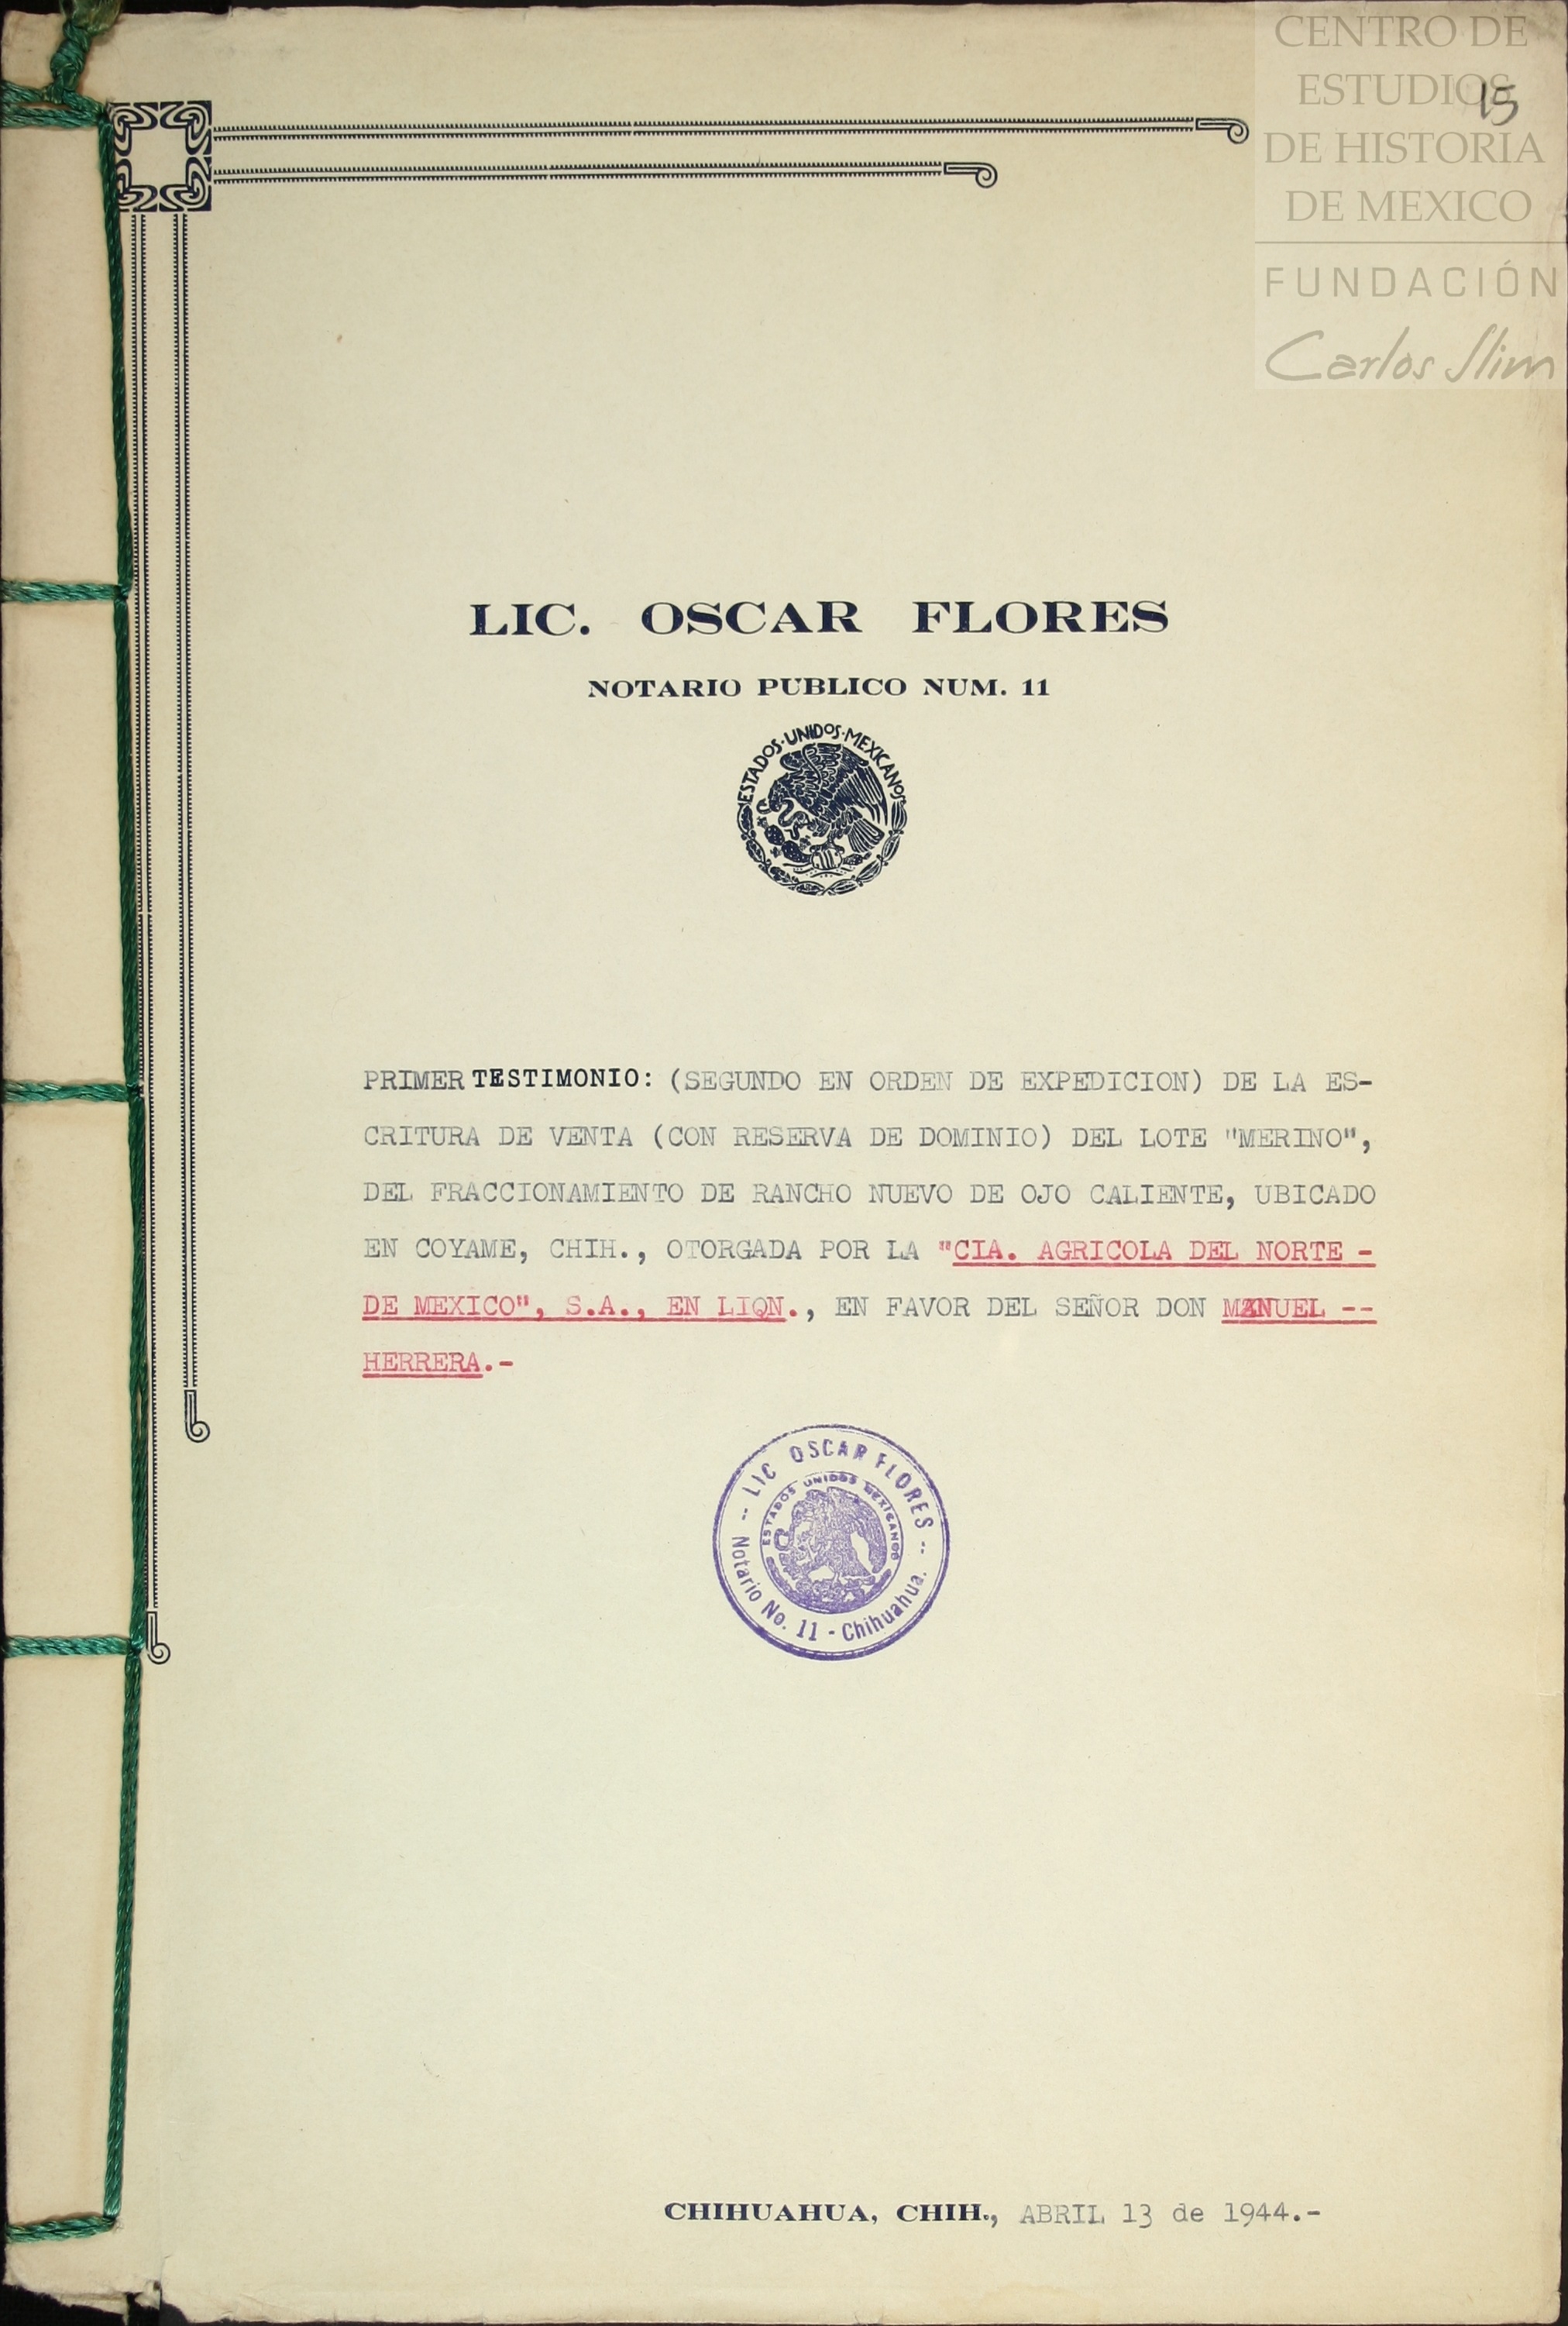 CENTRO DE
ESTUDIOS
15
DE HISTORIA
DE MEXICO
FUNDACIÓN
Carlos Slim
LIC. OSCAR FLORES
NOTARIO PUBLICO NUM. 11
ESTADOS·UNIDOS·MEXICANOS
PRIMER TESTIMONIO: (SEGUNDO EN ORDEN DE EXPEDICION) DE LA ES-
CRITURA DE VENTA (CON RESERVA DE DOMINIO) DEL LOTE "MERINO",
DEL FRACCIONAMIENTO DE RANCHO NUEVO DE OJO CALIENTE, UBICADO
EN COYAME, CHIH., OTORGADA POR LA "CIA. AGRICOLA DEL NORTE -
DE MEXICO", S.A., EN LIQN., EN FAVOR DEL SEÑOR DON MANUEL --
HERRERA.-
-- LIC OSCAR FLORES --
ESTADOS UNIDOS MEXICANOS
Notario No. 11 - Chihuahua.
CHIHUAHUA, CHIH., ABRIL 13 de 1944.-